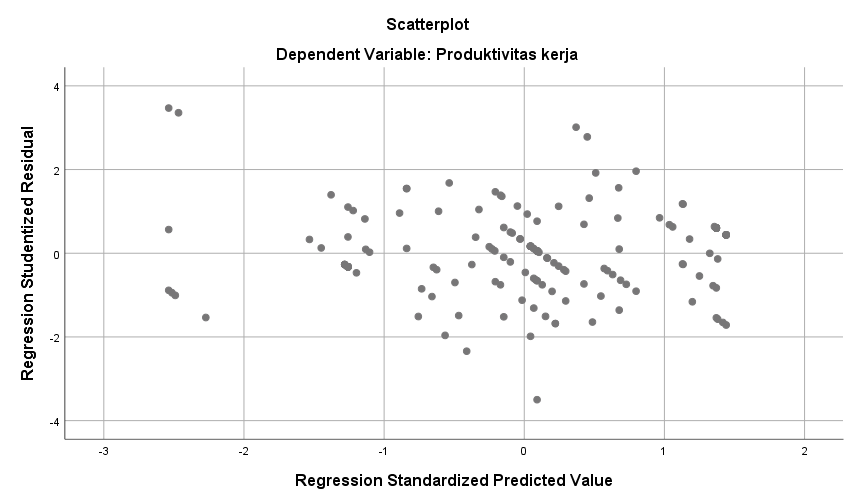 Scatterplot
Dependent Variable: Produktivitas kerja
Regression Studentized Residual
4
2
0
-2
-4
-3
-2
-1
0
1
2
Regression Standardized Predicted Value